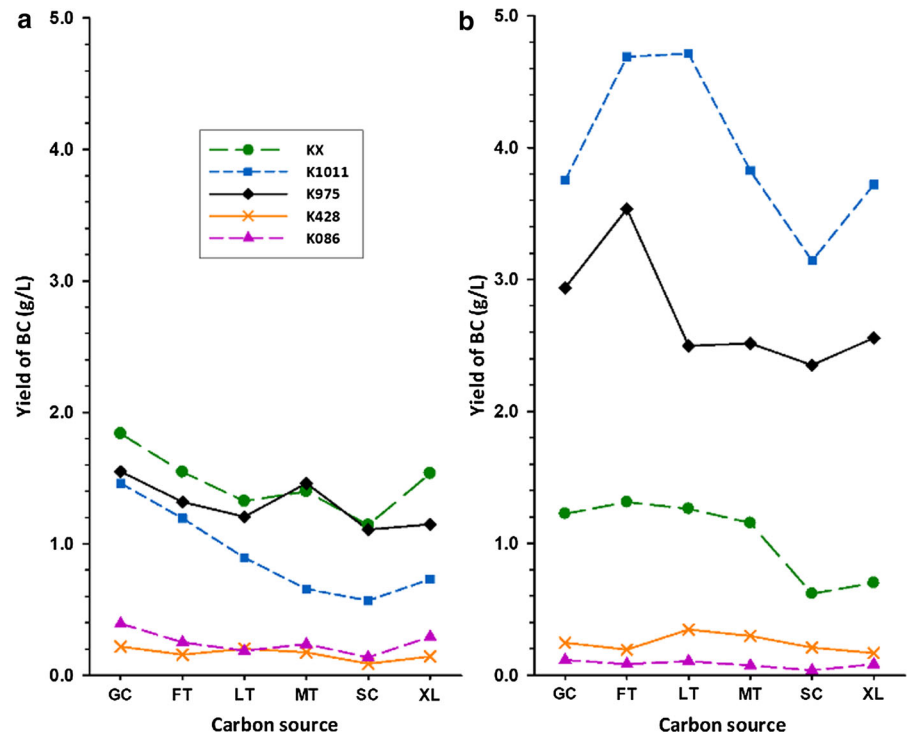 a
5.0
4.0
3.0
2.0
1.0
0.0
Yield of BC (g/L)
KX
K1011
K975
K428
K086
GC FT LT MT SC XL
Carbon source
b
5.0
4.0
3.0
2.0
1.0
0.0
Yield of BC (g/L)
GC FT LT MT SC XL
Carbon source